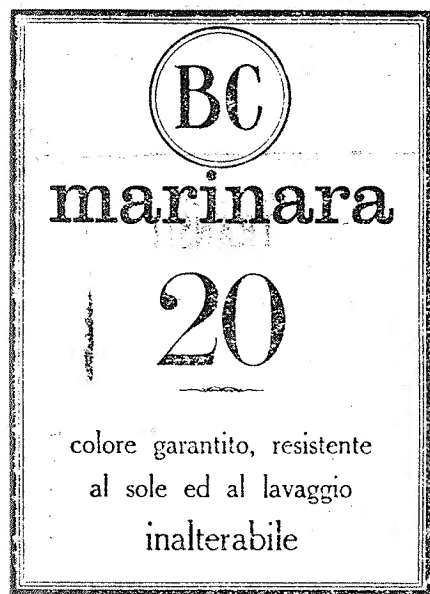 BC
marinara
20
colore garantito, resistente
al sole ed al lavaggio
inalterabile